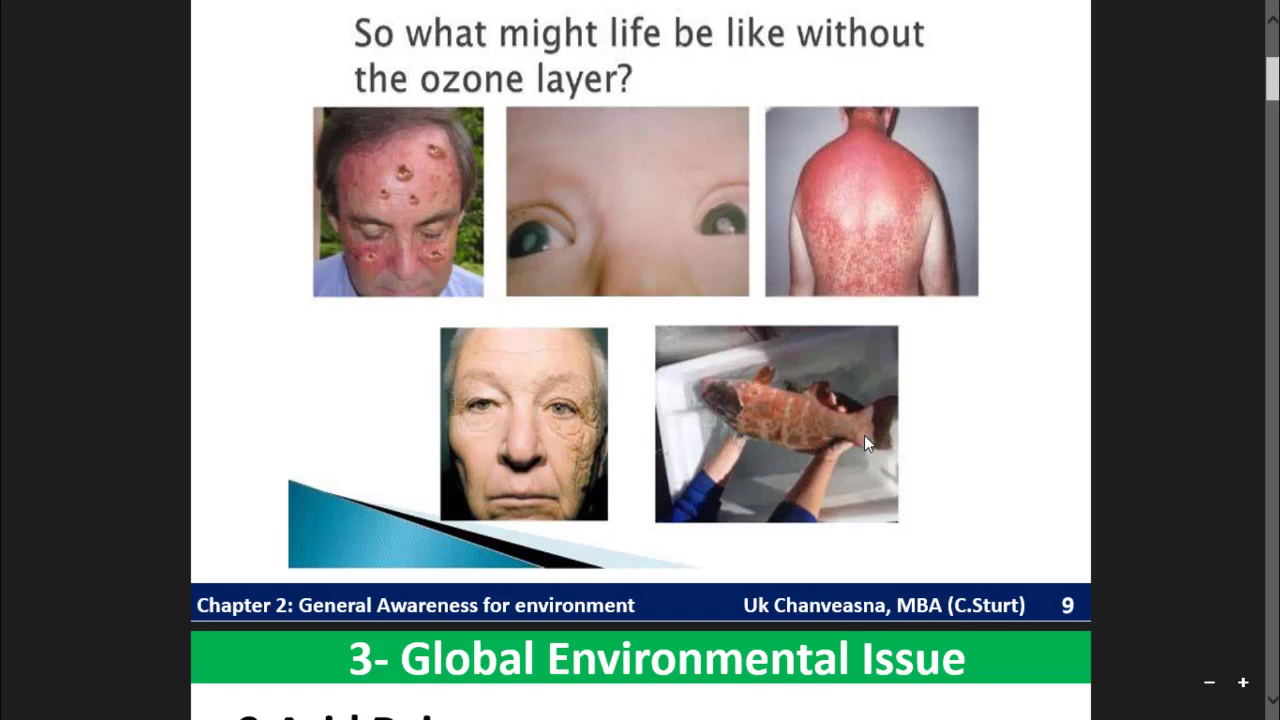 So what might life be like without
the ozone layer?
Chapter 2: General Awareness for environment Uk Chanveasna, MBA (C.Sturt) 9
3- Global Environmental Issue